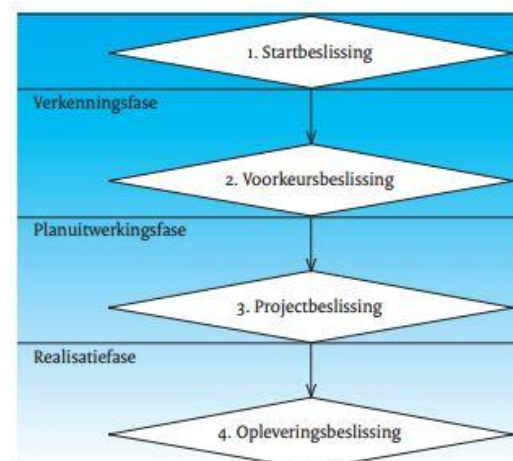 1. Startbeslissing
Verkenningsfase
2. Voorkeursbeslissing
Planuitwerkingsfase
3. Projectbeslissing
Realisatiefase
4. Opleveringsbeslissing